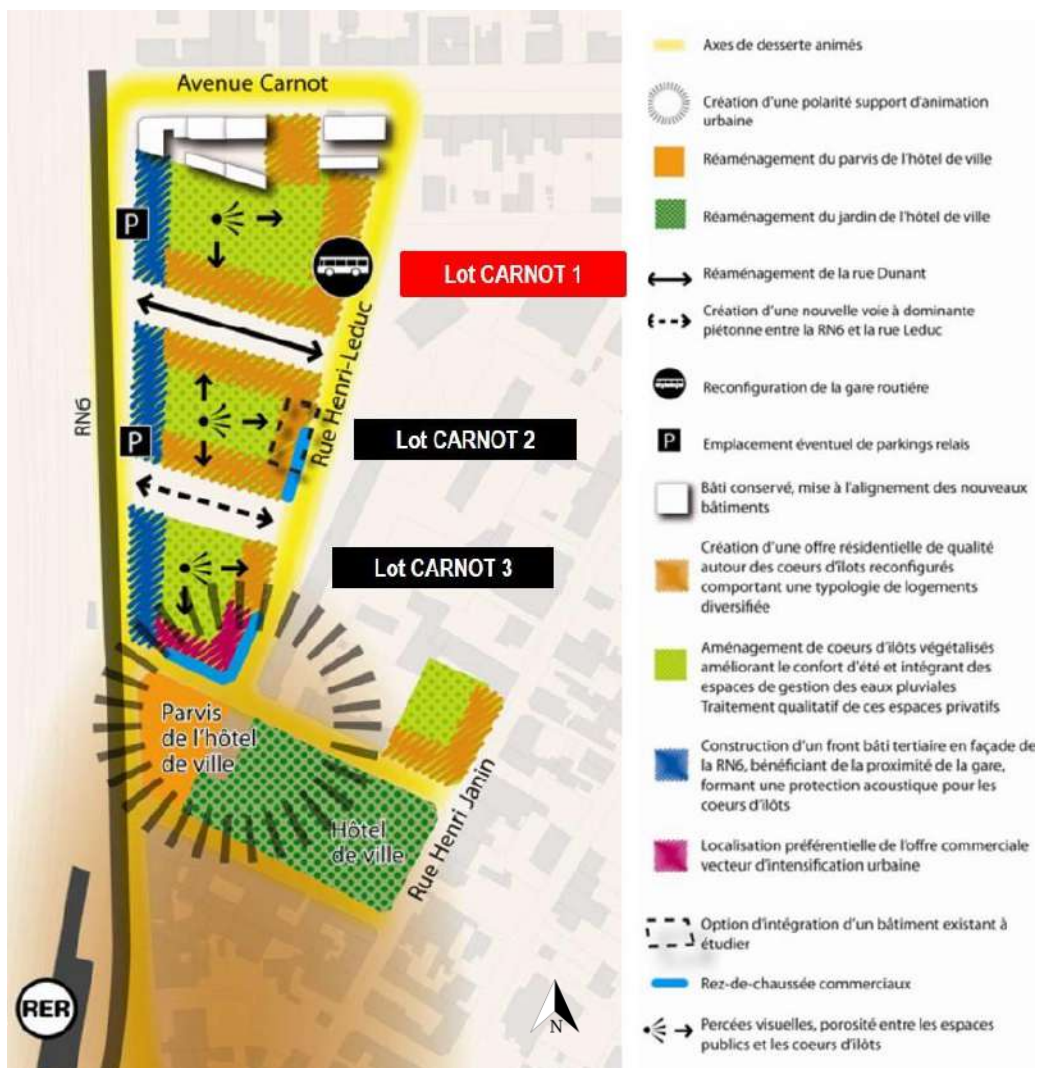 Avenue Carnot
P
Lot CARNOT 1
RN6
Rue Henri-Leduc
P
Lot CARNOT 2
Lot CARNOT 3
Parvis
de l'hôtel
de ville
Hôtel
de ville
Rue Henri Janin
RER
N
Axes de desserte animés
Création d'une polarité support d'animation
urbaine
Réaménagement du parvis de l'hôtel de ville
Réaménagement du jardin de l'hôtel de ville
Réaménagement de la rue Dunant
Création d'une nouvelle voie à dominante
piétonne entre la RN6 et la rue Leduc
Reconfiguration de la gare routière
P
Emplacement éventuel de parkings relais
Bâti conservé, mise à l'alignement des nouveaux
bâtiments
Création d'une offre résidentielle de qualité
autour des coeurs d'îlots reconfigurés
comportant une typologie de logements
diversifiée
Aménagement de coeurs d'îlôts végétalisés
améliorant le confort d'été et intégrant des
espaces de gestion des eaux pluviales
Traitement qualitatif de ces espaces privatifs
Construction d'un front bâti tertiaire en façade de
la RN6, bénéficiant de la proximité de la gare,
formant une protection acoustique pour les
coeurs d'ilôts
Localisation préférentielle de l'offre commerciale
vecteur d'intensification urbaine
Option d'intégration d'un bâtiment existant à
étudier
Rez-de-chaussée commerciaux
Percées visuelles, porosité entre les espaces
publics et les coeurs d'ilôts